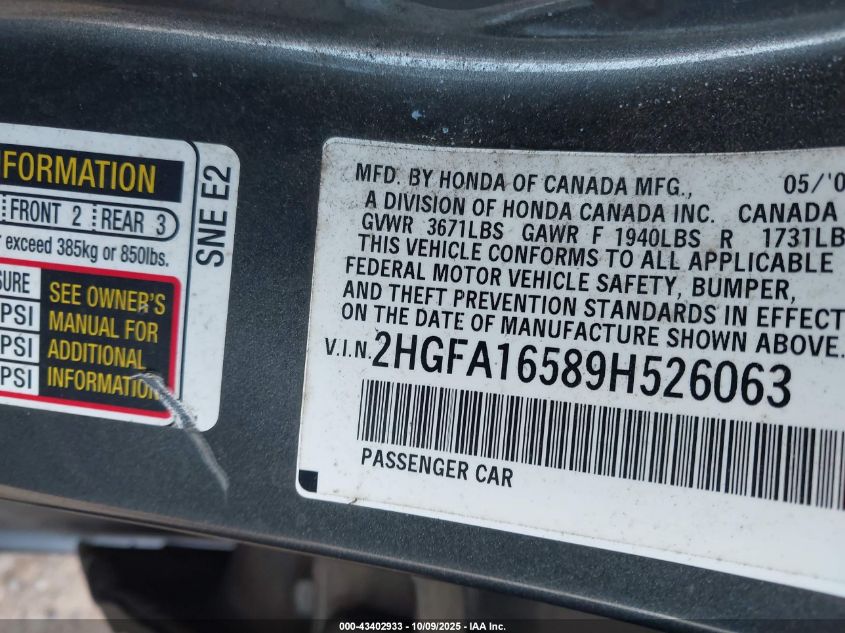 FORMATION
FRONT 2 REAR 3
r exceed 385kg or 850lbs.
SURE
PSI
PSI
PSI
SEE OWNER'S
MANUAL FOR
ADDITIONAL
INFORMATION
SNE E2
MFD. BY HONDA OF CANADA MFG., 05/'0
A DIVISION OF HONDA CANADA INC. CANADA
GVWR 3671LBS GAWR F 1940LBS R 1731LB
THIS VEHICLE CONFORMS TO ALL APPLICABLE
FEDERAL MOTOR VEHICLE SAFETY, BUMPER,
AND THEFT PREVENTION STANDARDS IN EFFECT
ON THE DATE OF MANUFACTURE SHOWN ABOVE.
V.I.N. 2HGFA16589H526063
PASSENGER CAR
000-43402933 - 10/09/2025 - IAA Inc.